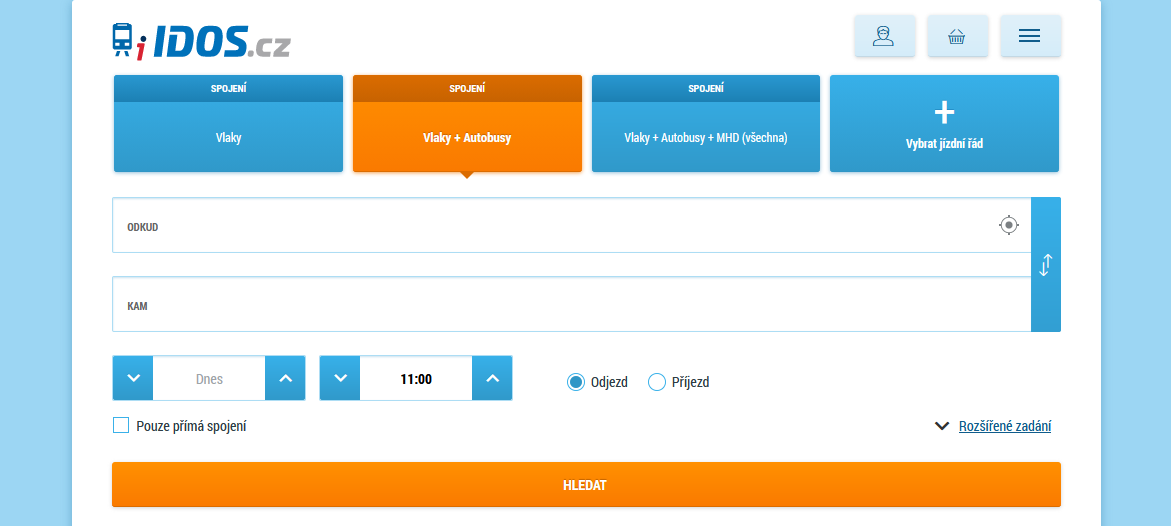 IDOS.cz
SPOJENÍ
Vlaky
SPOJENÍ
Vlaky + Autobusy
SPOJENÍ
Vlaky + Autobusy + MHD (všechna)
+
Vybrat jízdní řád
ODKUD
KAM
Dnes
11:00
Odjezd
Příjezd
Pouze přímá spojení
Rozšířené zadání
HLEDAT